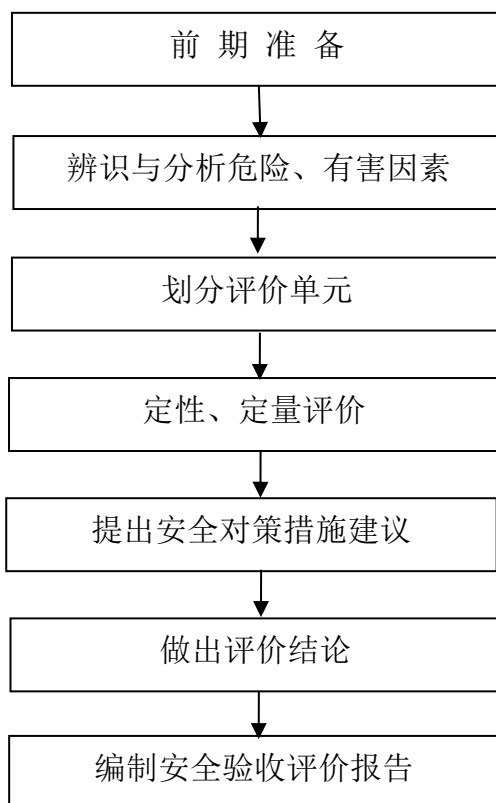 前 期 准 备
辨识与分析危险、有害因素
划分评价单元
定性、定量评价
提出安全对策措施建议
做出评价结论
编制安全验收评价报告